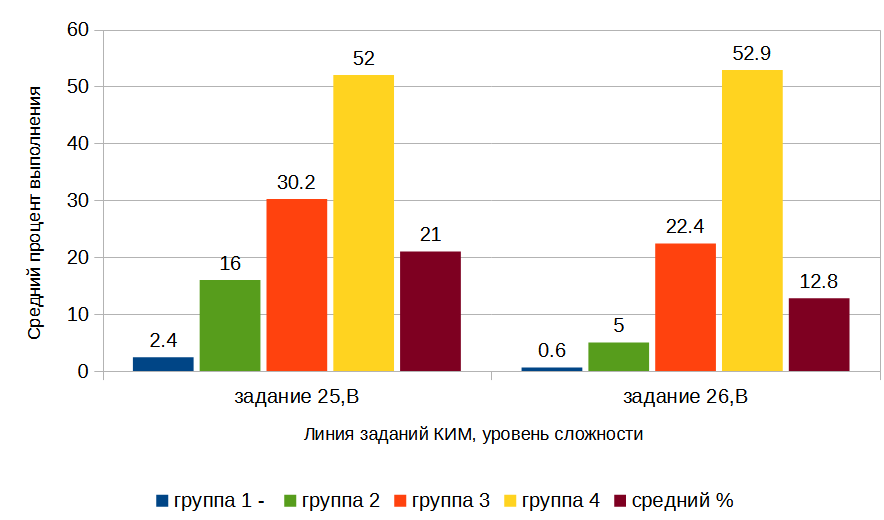 60
50
40
30
20
10
0
Средний процент выполнения
2.4
16
30.2
52
21
0.6
5
22.4
52.9
12.8
задание 25,В
задание 26,В
Линия заданий КИМ, уровень сложности
группа 1 -
группа 2
группа 3
группа 4
средний %